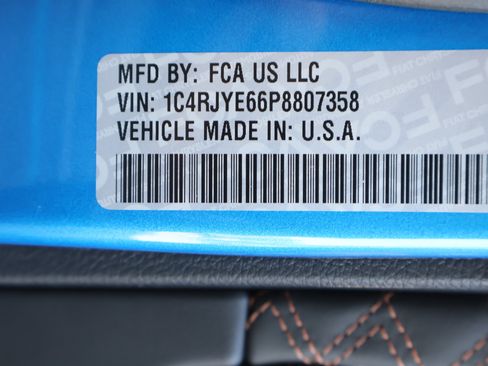 MFD BY: FCA US LLC
VIN: 1C4RJYE66P8807358
VEHICLE MADE IN: U.S.A.